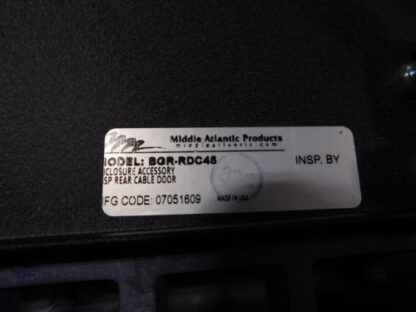 Middle Atlantic Products
middleatlantic.com
ODEL: BGR-RDC45
INSP. BY
CLOSURE ACCESSORY
SP REAR CABLE DOOR
FG CODE: 07051609
MADE IN USA